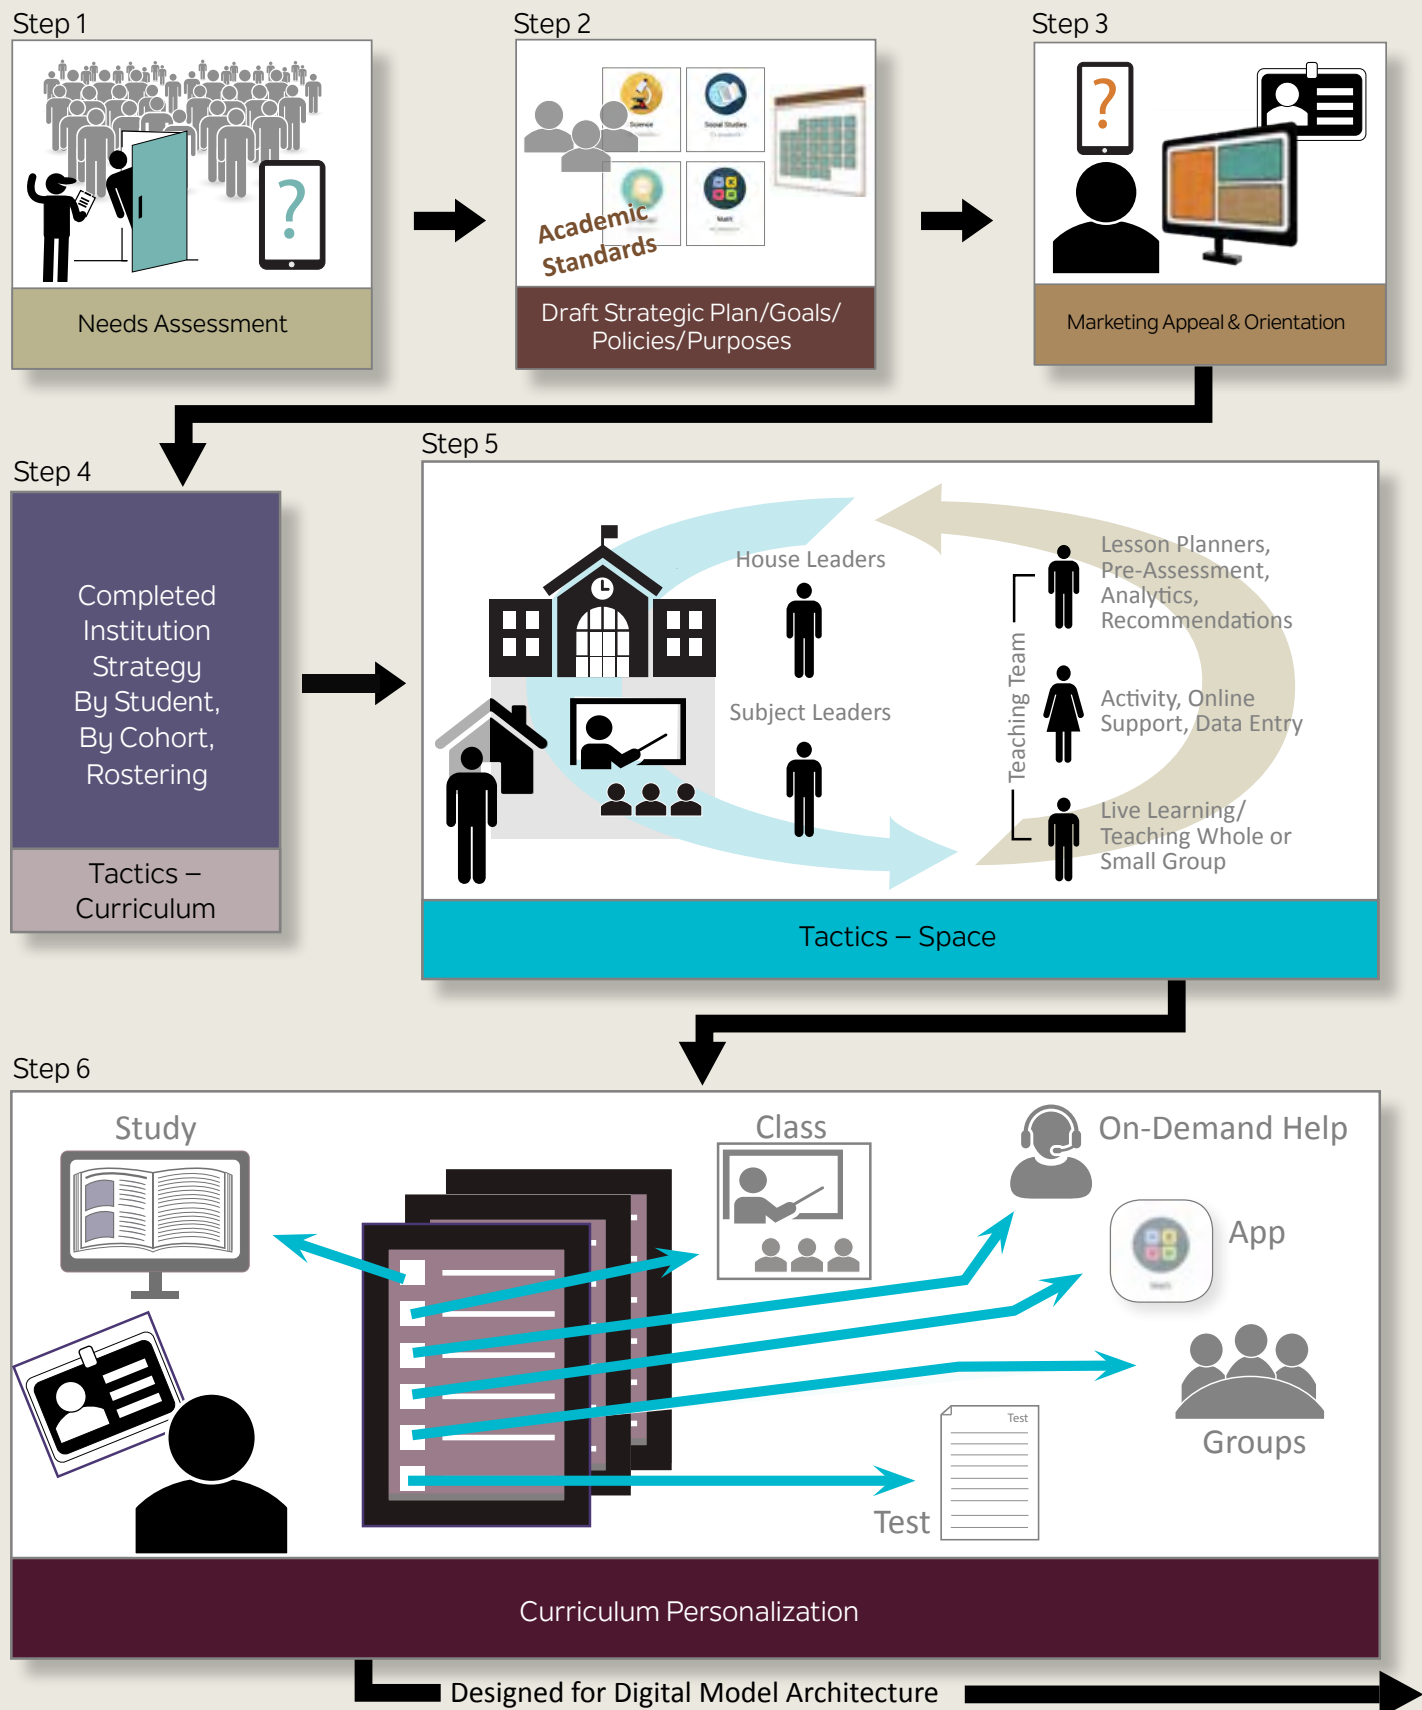 Step 1
Step 2
Step 3
?
?
Science
Social Studies
Math
Academic
Standards
Needs Assessment
Draft Strategic Plan/Goals/
Policies/Purposes
Marketing Appeal & Orientation
Step 4
Completed
Institution
Strategy
By Student,
By Cohort,
Rostering
Tactics –
Curriculum
Step 5
House Leaders
Subject Leaders
Teaching Team
Lesson Planners,
Pre-Assessment,
Analytics,
Recommendations
Activity, Online
Support, Data Entry
Live Learning/
Teaching Whole or
Small Group
Tactics – Space
Step 6
Study
Class
On-Demand Help
App
Groups
Test
Test
Curriculum Personalization
Designed for Digital Model Architecture